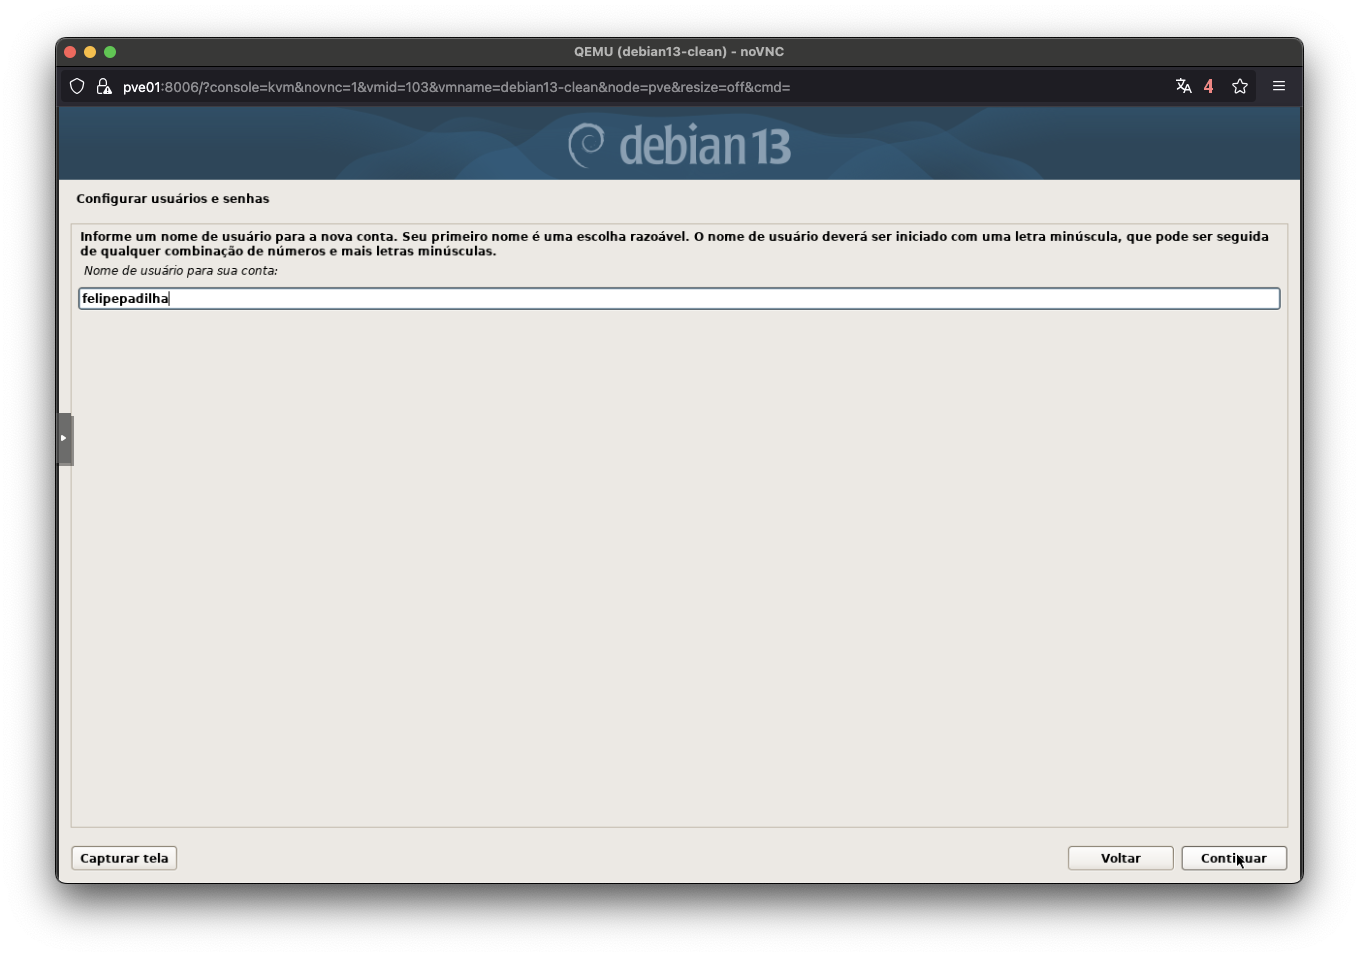 QEMU (debian13-clean) - noVNC
pve01:8006/?console=kvm&novnc=1&vmid=103&vmname=debian13-clean&node=pve&resize=off&cmd=
4
debian 13
Configurar usuários e senhas
Informe um nome de usuário para a nova conta. Seu primeiro nome é uma escolha razoável. O nome de usuário deverá ser iniciado com uma letra minúscula, que pode ser seguida
de qualquer combinação de números e mais letras minúsculas.
Nome de usuário para sua conta:
felipepadilha
Capturar tela
Voltar
Continuar